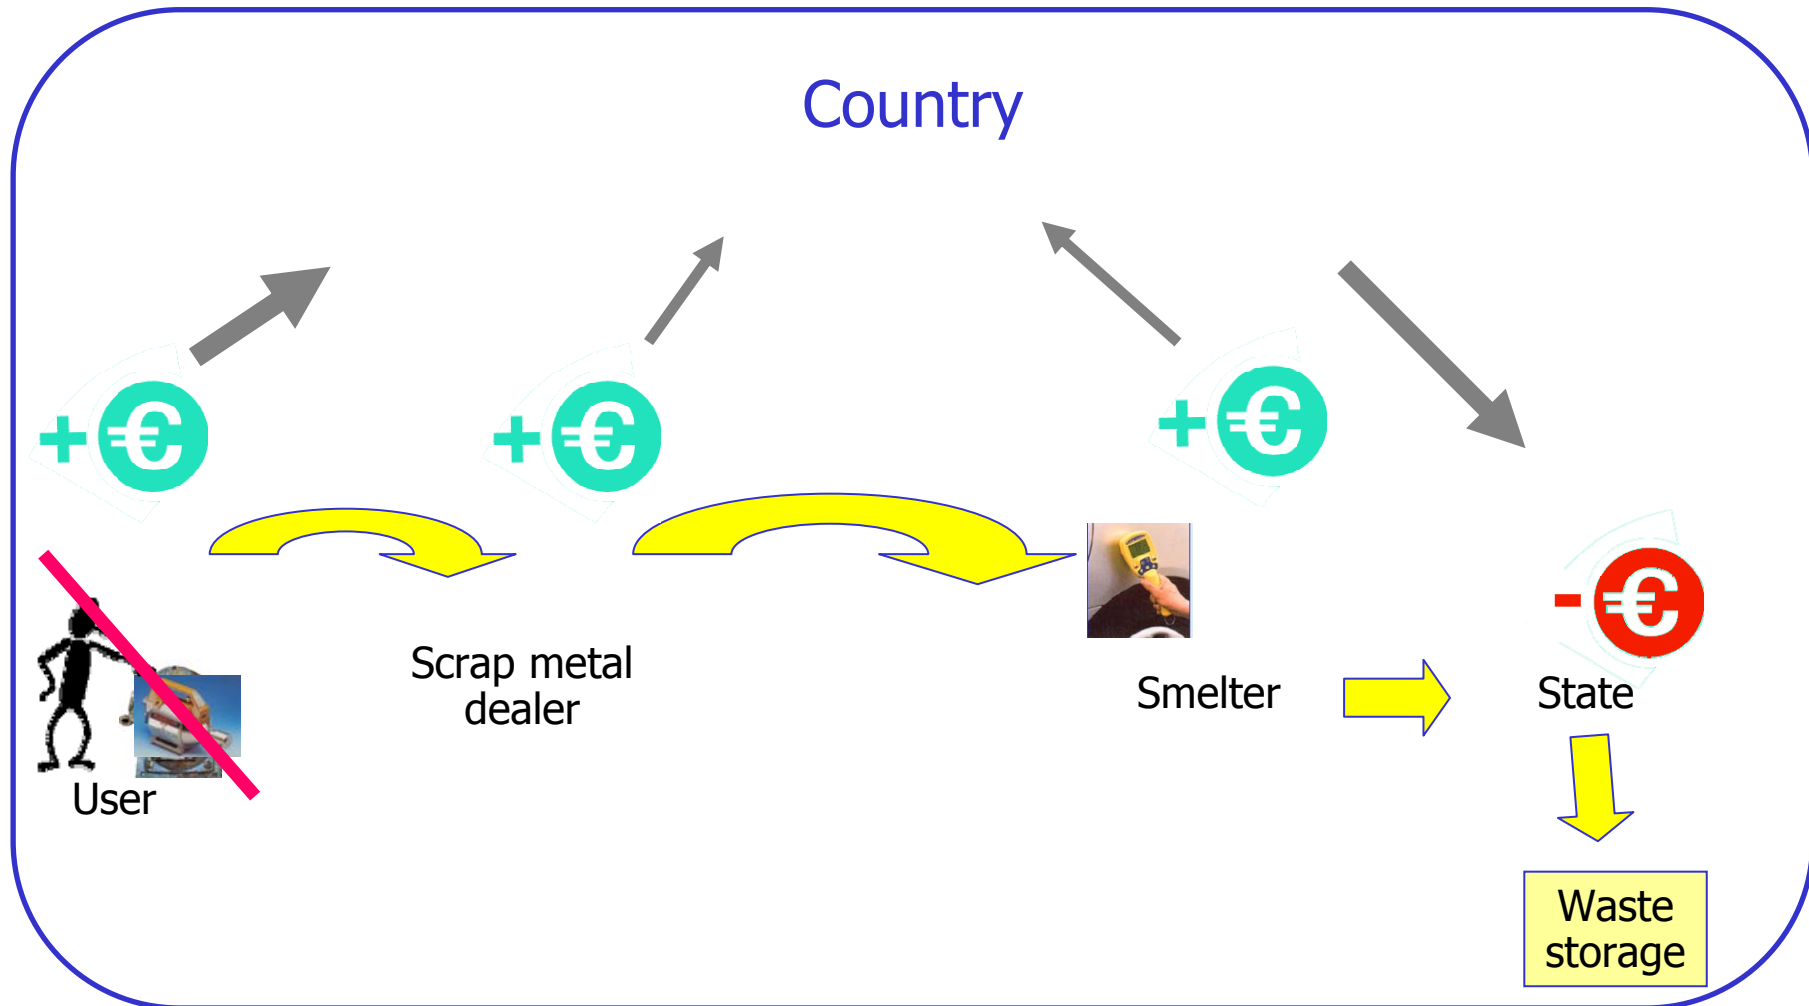 Country
+ €
+ €
+ €
- €
Scrap metal
dealer
Smelter
State
User
Waste
storage